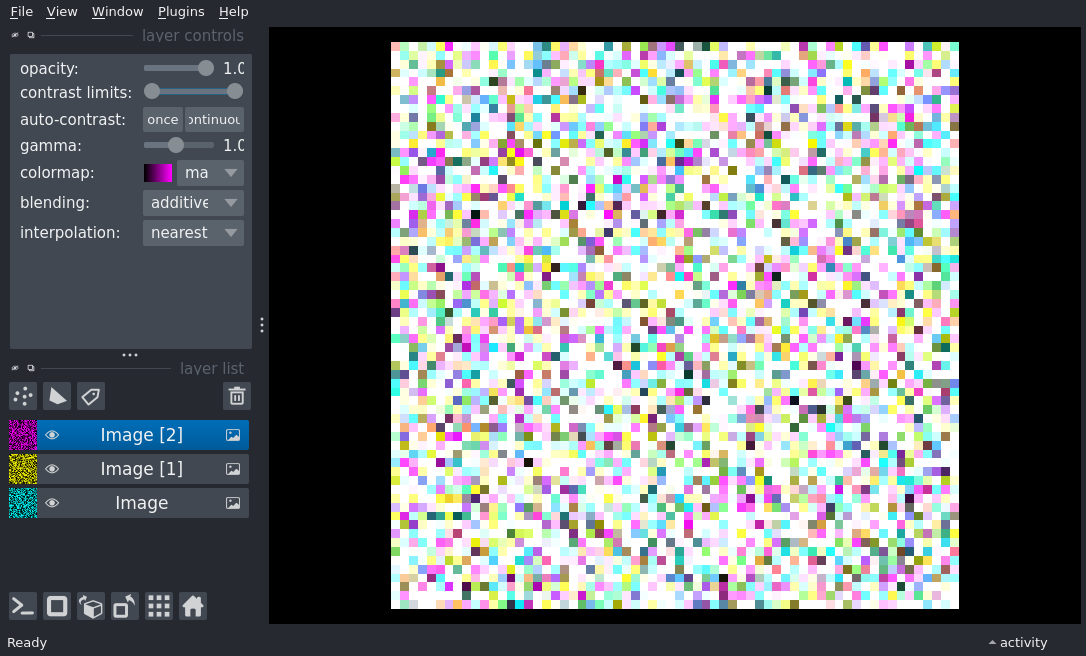 File View Window Plugins Help
layer controls
opacity: 1.0
contrast limits:
auto-contrast: once ontinuou
gamma: 1.0
colormap: ma
blending: additive
interpolation: nearest
layer list
Image [2]
Image [1]
Image
Ready activity